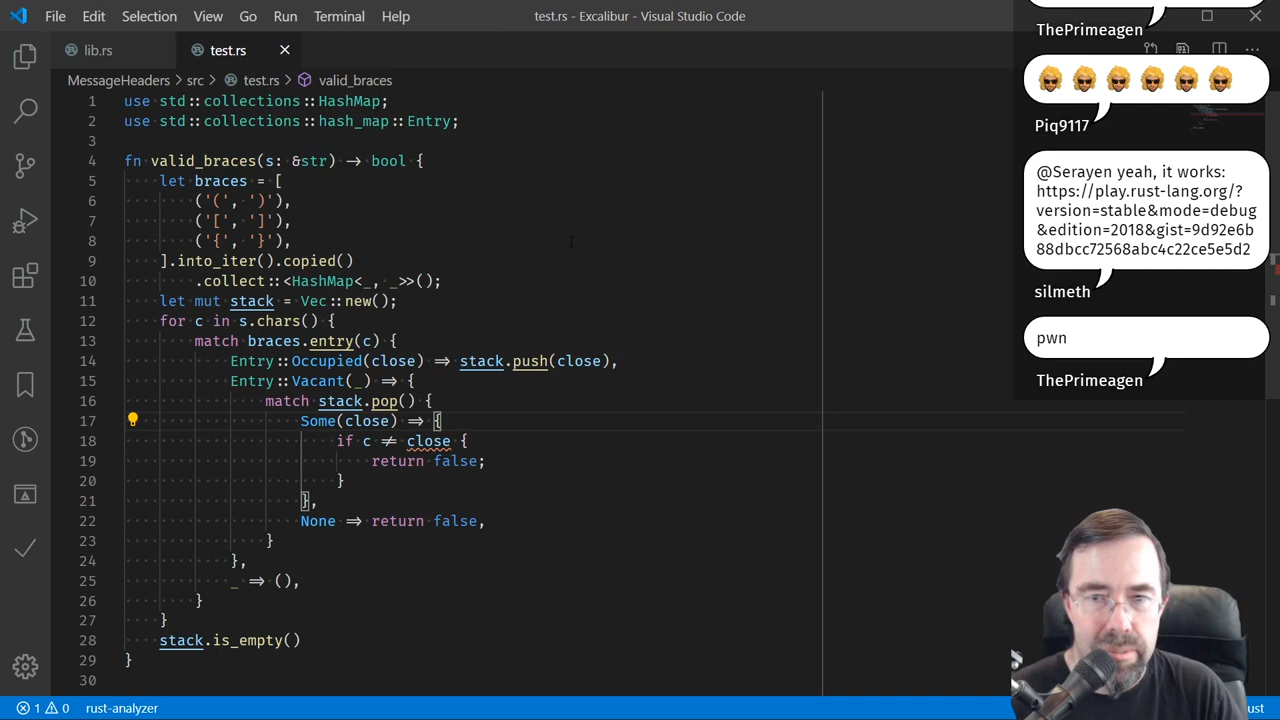 File Edit Selection View Go Run Terminal Help
test.rs - Excalibur - Visual Studio Code
lib.rs
test.rs
MessageHeaders › src › test.rs › valid_braces
1 use std::collections::HashMap;
2 use std::collections::hash_map::Entry;
3
4 fn valid_braces(s: &str) → bool {
5 let braces = [
6 ('(', ')'),
7 ('[', ']'),
8 ('{', '}'),
9 ].into_iter().copied()
10 .collect::<HashMap<_, _>>();
11 let mut stack = Vec::new();
12 for c in s.chars() {
13 match braces.entry(c) {
14 Entry::Occupied(close) ⇒ stack.push(close),
15 Entry::Vacant(_) ⇒ {
16 match stack.pop() {
17 Some(close) ⇒ {
18 if c ≠ close {
19 return false;
20 }
21 },
22 None ⇒ return false,
23 }
24 },
25 _ ⇒ (),
26 }
27 }
28 stack.is_empty()
29 }
30
ThePrimeagen
Piq9117
@Serayen yeah, it works:
https://play.rust-lang.org/?
version=stable&mode=debug
&edition=2018&gist=9d92e6b
88dbcc72568abc4c22ce5e5d2
silmeth
pwn
ThePrimeagen
1 0 rust-analyzer
ust